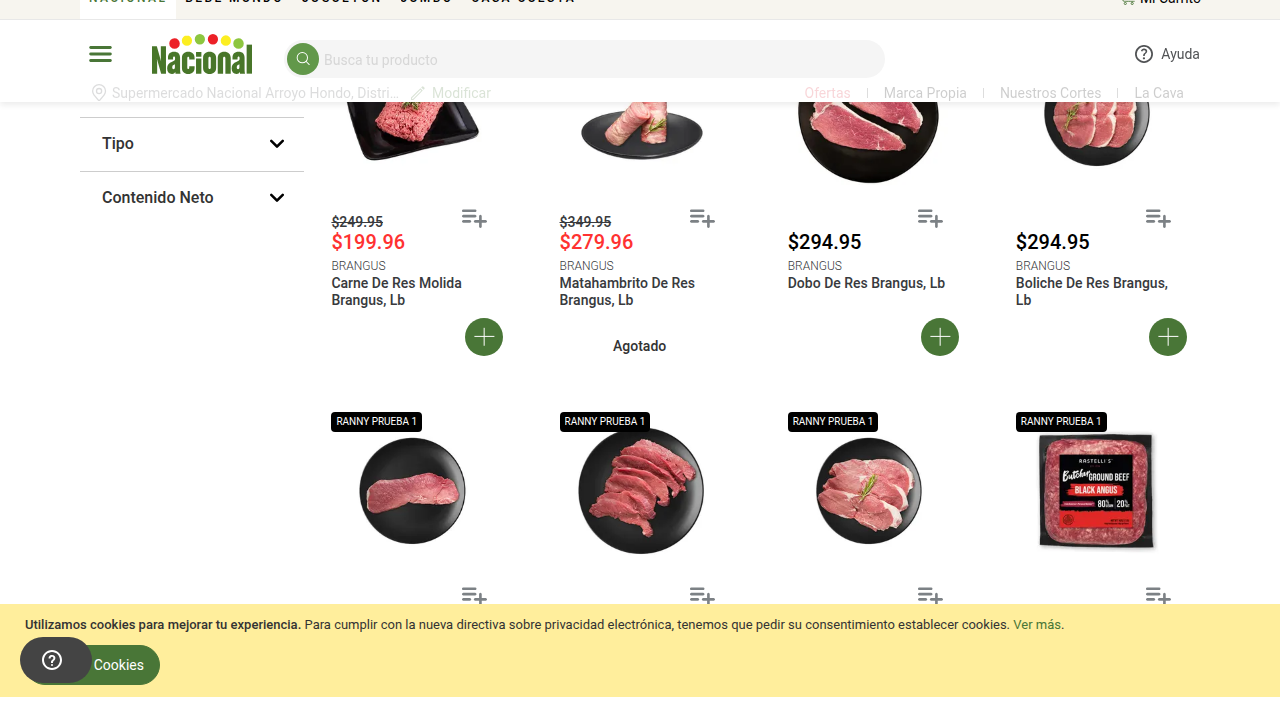 NACIONAL BEBE MUNDO JUGUETON JUMBO CASA CUESTA Mi Carrito
Nacional
Busca tu producto
Ayuda
Supermercado Nacional Arroyo Hondo, Distri... Modificar
Ofertas
Marca Propia
Nuestros Cortes
La Cava
Tipo
Contenido Neto
$249.95
$199.96
BRANGUS
Carne De Res Molida
Brangus, Lb
$349.95
$279.96
BRANGUS
Matahambrito De Res
Brangus, Lb
Agotado
$294.95
BRANGUS
Dobo De Res Brangus, Lb
$294.95
BRANGUS
Boliche De Res Brangus,
Lb
RANNY PRUEBA 1
RANNY PRUEBA 1
RANNY PRUEBA 1
RANNY PRUEBA 1
RASTELLI'S
Butcher GROUND BEEF
BLACK ANGUS
80% 20%
Utilizamos cookies para mejorar tu experiencia. Para cumplir con la nueva directiva sobre privacidad electrónica, tenemos que pedir su consentimiento establecer cookies. Ver más.
Cookies